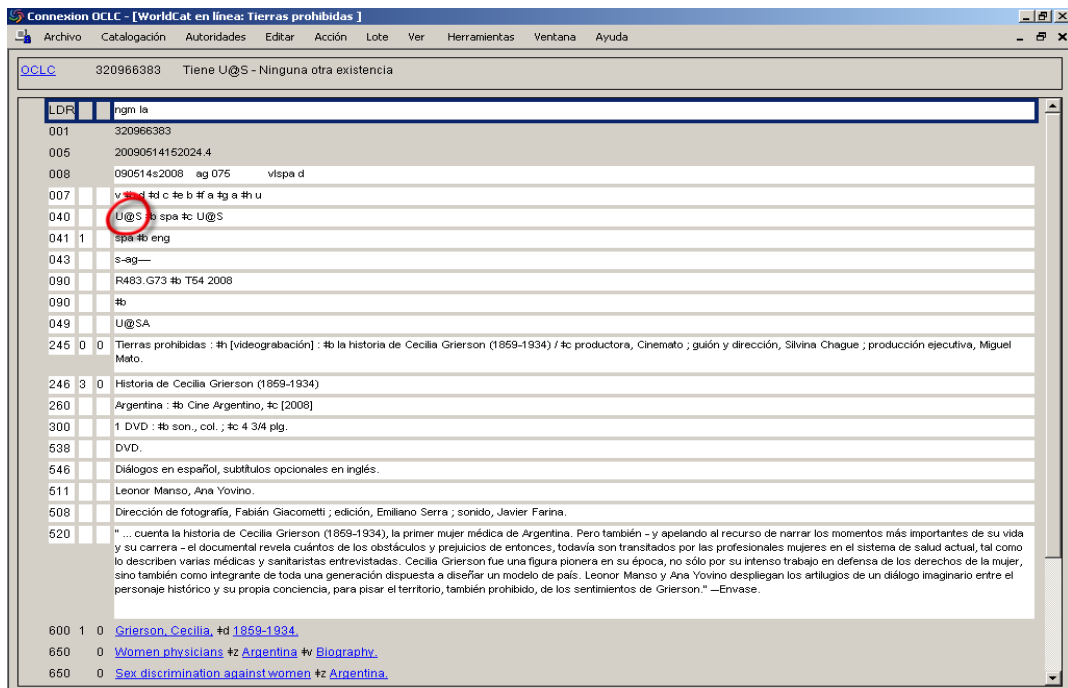 Connexion OCLC - [WorldCat en línea: Tierras prohibidas ]
Archivo Catalogación Autoridades Editar Acción Lote Ver Herramientas Ventana Ayuda
OCLC 320966383 Tiene U@S - Ninguna otra existencia
LDR ngm Ia
001 320966383
005 20090514152024.4
008 090514s2008 ag 075 vlspa d
007 v ‡b d ‡d c ‡e b ‡f a ‡g a ‡h u
040 U@S ‡b spa ‡c U@S
041 1 spa ‡b eng
043 s-ag—
090 R483.G73 ‡b T54 2008
090 ‡b
049 U@SA
245 0 0 Tierras prohibidas : ‡h [videograbación] : ‡b la historia de Cecilia Grierson (1859-1934) / ‡c productora, Cinemato ; guión y dirección, Silvina Chague ; producción ejecutiva, Miguel
Mato.
246 3 0 Historia de Cecilia Grierson (1859-1934)
260 Argentina : ‡b Cine Argentino, ‡c [2008]
300 1 DVD : ‡b son., col. ; ‡c 4 3/4 plg.
538 DVD.
546 Diálogos en español, subtítulos opcionales en inglés.
511 Leonor Manso, Ana Yovino.
508 Dirección de fotografía, Fabián Giacometti ; edición, Emiliano Serra ; sonido, Javier Farina.
520 " ... cuenta la historia de Cecilia Grierson (1859-1934), la primer mujer médica de Argentina. Pero también - y apelando al recurso de narrar los momentos más importantes de su vida
y su carrera - el documental revela cuántos de los obstáculos y prejuicios de entonces, todavía son transitados por las profesionales mujeres en el sistema de salud actual, tal como
lo describen varias médicas y sanitaristas entrevistadas. Cecilia Grierson fue una figura pionera en su época, no sólo por su intenso trabajo en defensa de los derechos de la mujer,
sino también como integrante de toda una generación dispuesta a diseñar un modelo de país. Leonor Manso y Ana Yovino despliegan los artilugios de un diálogo imaginario entre el
personaje histórico y su propia conciencia, para pisar el territorio, también prohibido, de los sentimientos de Grierson." —Envase.
600 1 0 Grierson, Cecilia, ‡d 1859-1934.
650 0 Women physicians ‡z Argentina ‡v Biography.
650 0 Sex discrimination against women ‡z Argentina.